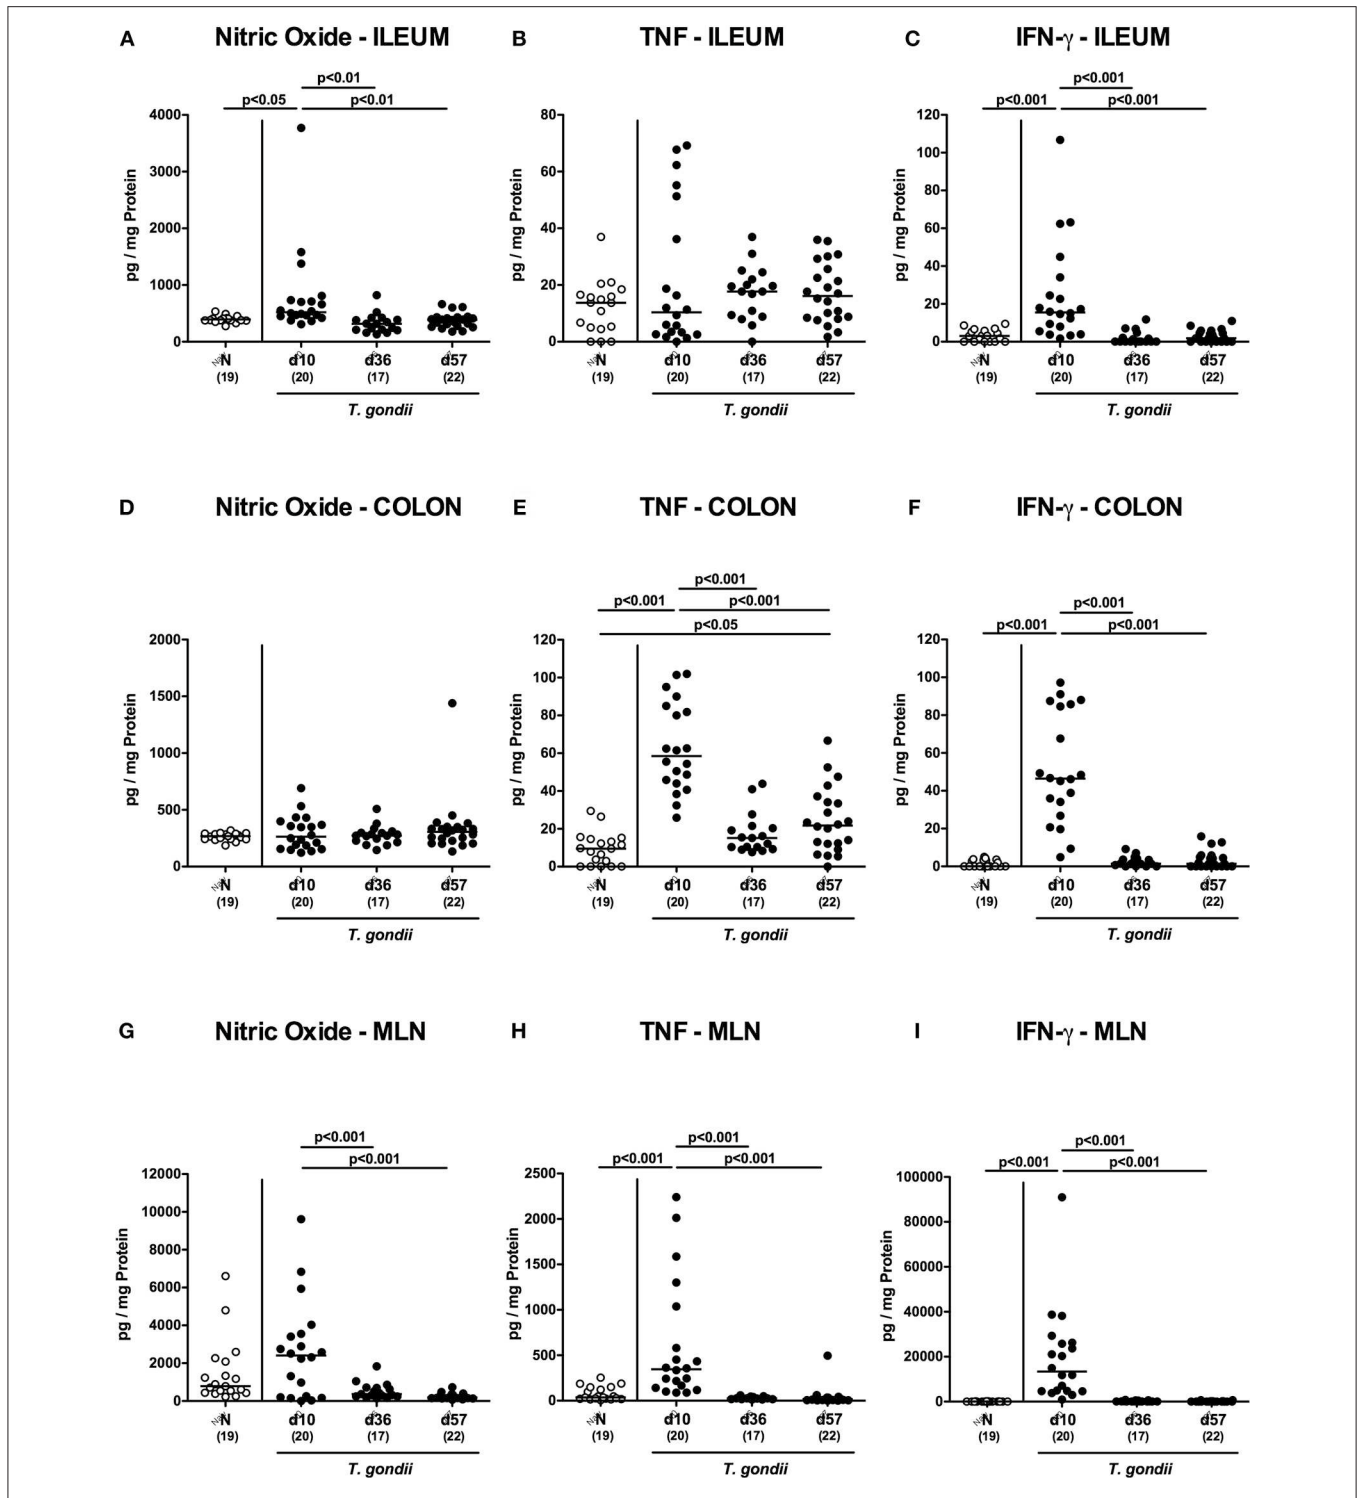 A Nitric Oxide - ILEUM
p<0.01
p<0.05 p<0.01
4000
3000
2000
1000
0
pg / mg Protein
N d10 d36 d57
(19) (20) (17) (22)
T. gondii
B TNF - ILEUM
80
60
40
20
0
pg / mg Protein
N d10 d36 d57
(19) (20) (17) (22)
T. gondii
C IFN-γ - ILEUM
p<0.001
p<0.001 p<0.001
120
100
80
60
40
20
0
pg / mg Protein
N d10 d36 d57
(19) (20) (17) (22)
T. gondii
D Nitric Oxide - COLON
2000
1500
1000
500
0
pg / mg Protein
N d10 d36 d57
(19) (20) (17) (22)
T. gondii
E TNF - COLON
p<0.001
p<0.001 p<0.001
p<0.05
120
100
80
60
40
20
0
pg / mg Protein
N d10 d36 d57
(19) (20) (17) (22)
T. gondii
F IFN-γ - COLON
p<0.001
p<0.001 p<0.001
120
100
80
60
40
20
0
pg / mg Protein
N d10 d36 d57
(19) (20) (17) (22)
T. gondii
G Nitric Oxide - MLN
p<0.001
p<0.001
12000
10000
8000
6000
4000
2000
0
pg / mg Protein
N d10 d36 d57
(19) (20) (17) (22)
T. gondii
H TNF - MLN
p<0.001
p<0.001 p<0.001
2500
2000
1500
1000
500
0
pg / mg Protein
N d10 d36 d57
(19) (20) (17) (22)
T. gondii
I IFN-γ - MLN
p<0.001
p<0.001 p<0.001
100000
80000
60000
40000
20000
0
pg / mg Protein
N d10 d36 d57
(19) (20) (17) (22)
T. gondii